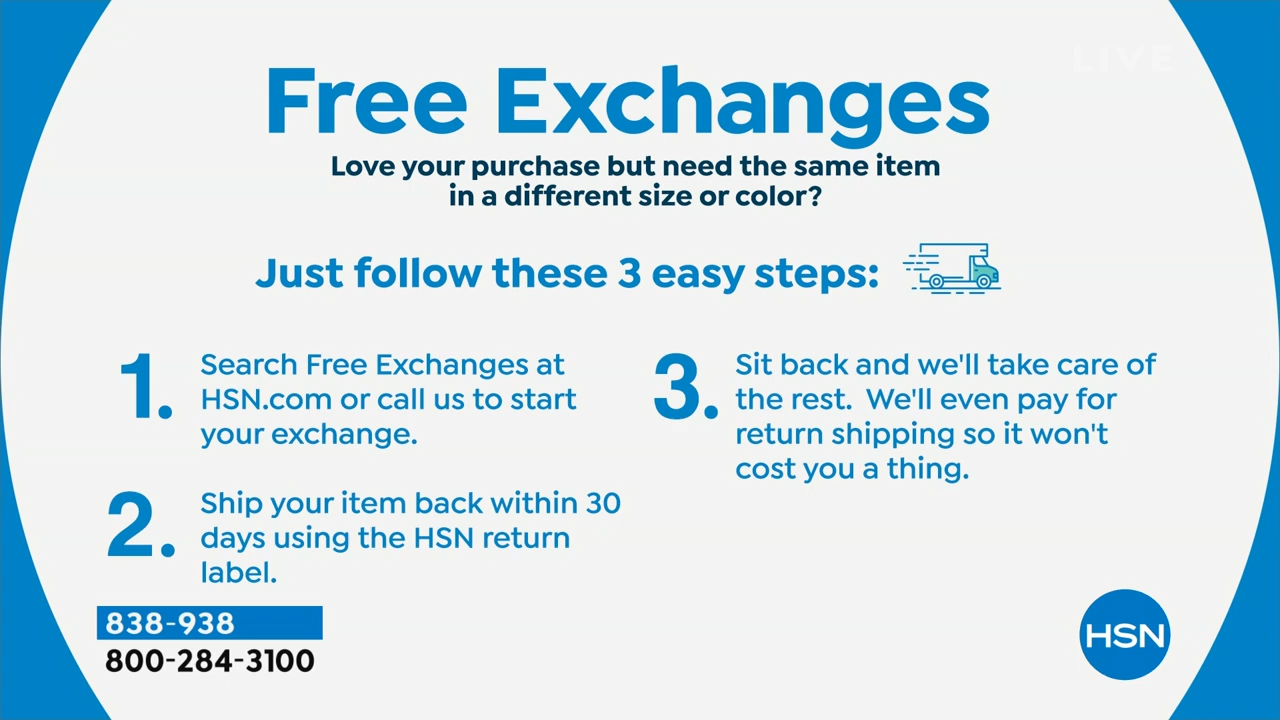 LIVE
Free Exchanges
Love your purchase but need the same item
in a different size or color?
Just follow these 3 easy steps:
1. Search Free Exchanges at
HSN.com or call us to start
your exchange.
2. Ship your item back within 30
days using the HSN return
label.
3. Sit back and we'll take care of
the rest. We'll even pay for
return shipping so it won't
cost you a thing.
838-938
800-284-3100
HSN